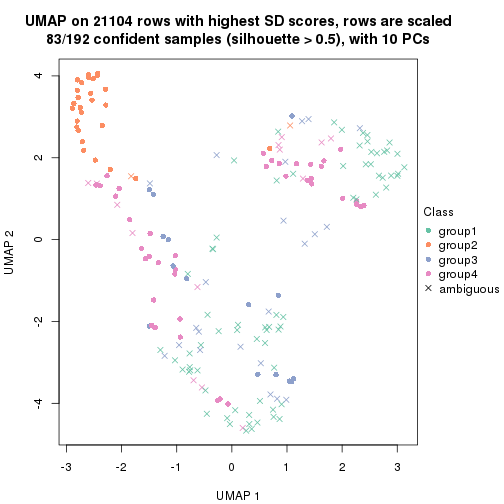 UMAP on 21104 rows with highest SD scores, rows are scaled
83/192 confident samples (silhouette > 0.5), with 10 PCs
4
2
0
-2
-4
UMAP 2
-3
-2
-1
0
1
2
3
UMAP 1
Class
group1
group2
group3
group4
ambiguous